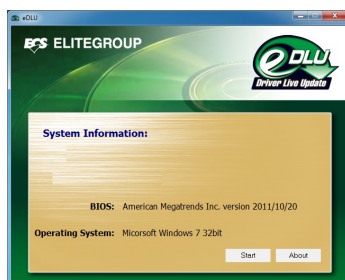 eDLU
ECS ELITEGROUP
eDLU
Driver Live Update
System Information:
BIOS: American Megatrends Inc. version 2011/10/20
Operating System: Micorsoft Windows 7 32bit
Start About